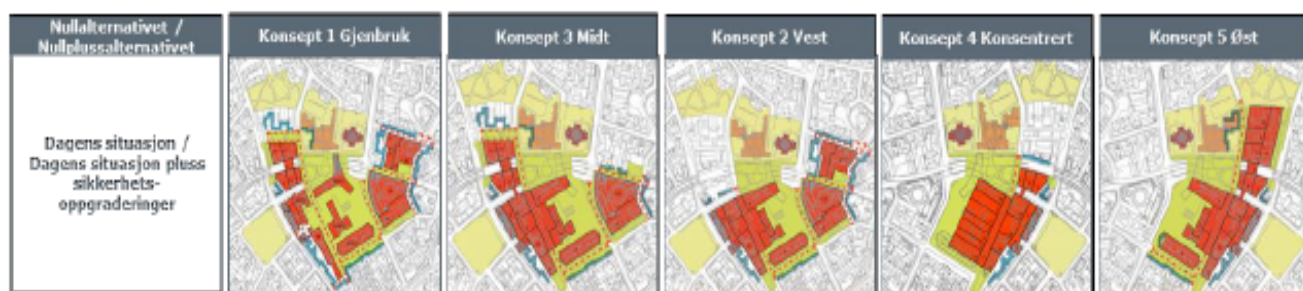 Nullalternativet /
Nullplussalternativet
Konsept 1 Gjenbruk
Konsept 3 Midt
Konsept 2 Vest
Konsept 4 Konsentrert
Konsept 5 Øst
Dagens situasjon /
Dagens situasjon pluss
sikkerhets-
oppgraderinger